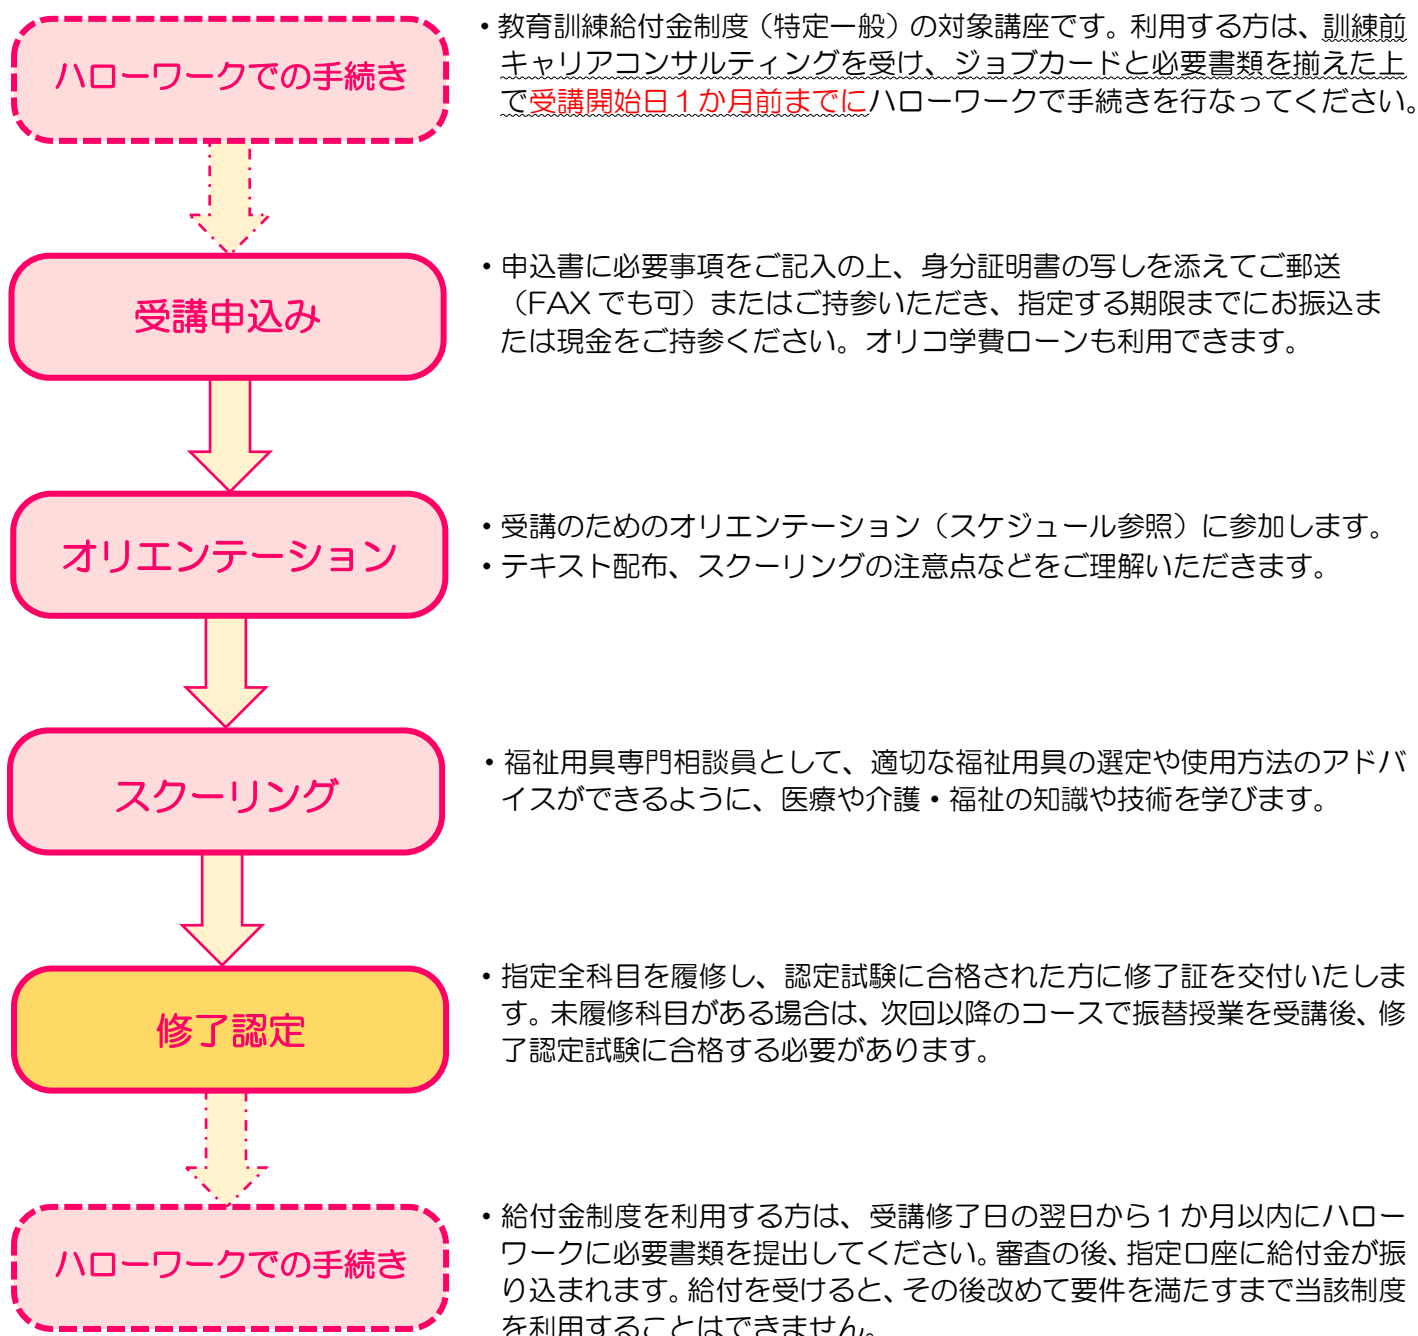 ハローワークでの手続き
・教育訓練給付金制度（特定一般）の対象講座です。利用する方は、訓練前
キャリアコンサルティングを受け、ジョブカードと必要書類を揃えた上
で受講開始日１か月前までにハローワークで手続きを行なってください。
受講申込み
・申込書に必要事項をご記入の上、身分証明書の写しを添えてご郵送
（FAX でも可）またはご持参いただき、指定する期限までにお振込ま
たは現金をご持参ください。オリコ学費ローンも利用できます。
オリエンテーション
・受講のためのオリエンテーション（スケジュール参照）に参加します。
・テキスト配布、スクーリングの注意点などをご理解いただきます。
スクーリング
・福祉用具専門相談員として、適切な福祉用具の選定や使用方法のアドバ
イスができるように、医療や介護・福祉の知識や技術を学びます。
修了認定
・指定全科目を履修し、認定試験に合格された方に修了証を交付いたしま
す。未履修科目がある場合は、次回以降のコースで振替授業を受講後、修
了認定試験に合格する必要があります。
ハローワークでの手続き
・給付金制度を利用する方は、受講修了日の翌日から１か月以内にハロー
ワークに必要書類を提出してください。審査の後、指定口座に給付金が振
り込まれます。給付を受けると、その後改めて要件を満たすまで当該制度
を利用することはできません。